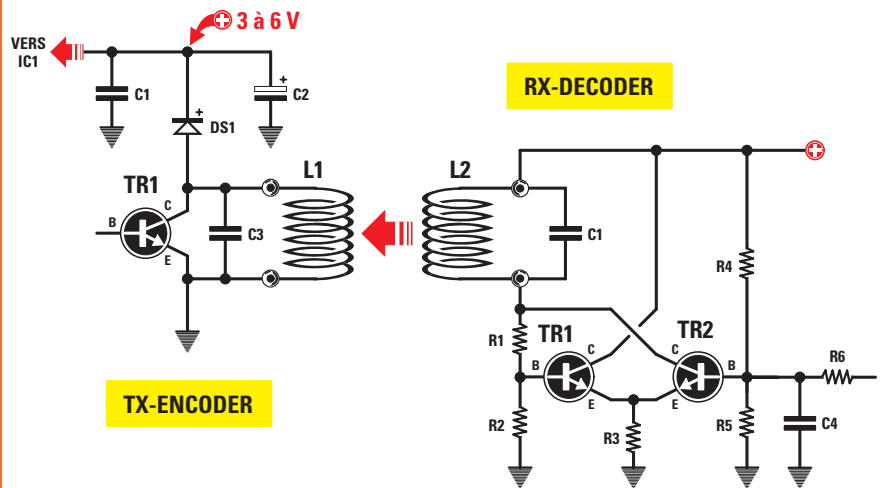 3 à 6 V
VERS
IC1
C1
+
C2
+
DS1
RX-DECODER
TR1
L1
L2
C
B
E
C3
C1
R4
R1
TR1
TR2
R6
B
C
E
C
E
B
R2
R3
R5
C4
TX-ENCODER